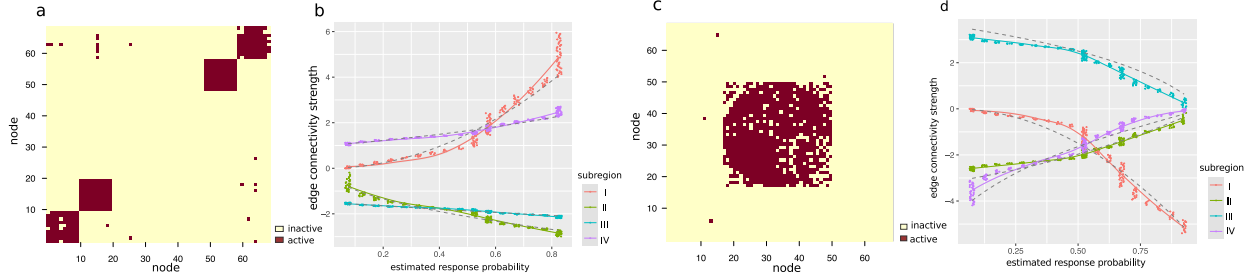 a
node
60
50
40
30
20
10
10
20
30
40
50
60
node
inactive
active
b
edge connectivity strength
6
4
2
0
−2
0.2
0.4
0.6
0.8
estimated response probability
subregion
I
II
III
IV
c
node
60
50
40
30
20
10
10
20
30
40
50
60
node
inactive
active
d
edge connectivity strength
2
0
−2
−4
0.25
0.50
0.75
estimated response probability
subregion
I
II
III
IV